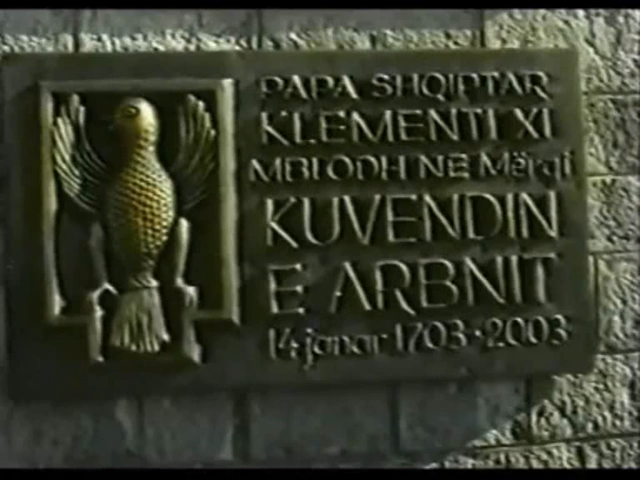 PAPA SHQIPTAR
KLEMENTI XI
MBLODH NE Mërqi
KUVENDIN
E ARBNIT
14 janar 1703 • 2003